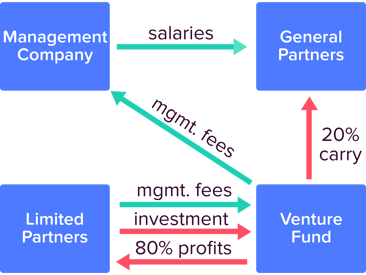 Management
Company
salaries
General
Partners
mgmt. fees
20%
carry
Limited
Partners
mgmt. fees
investment
80% profits
Venture
Fund